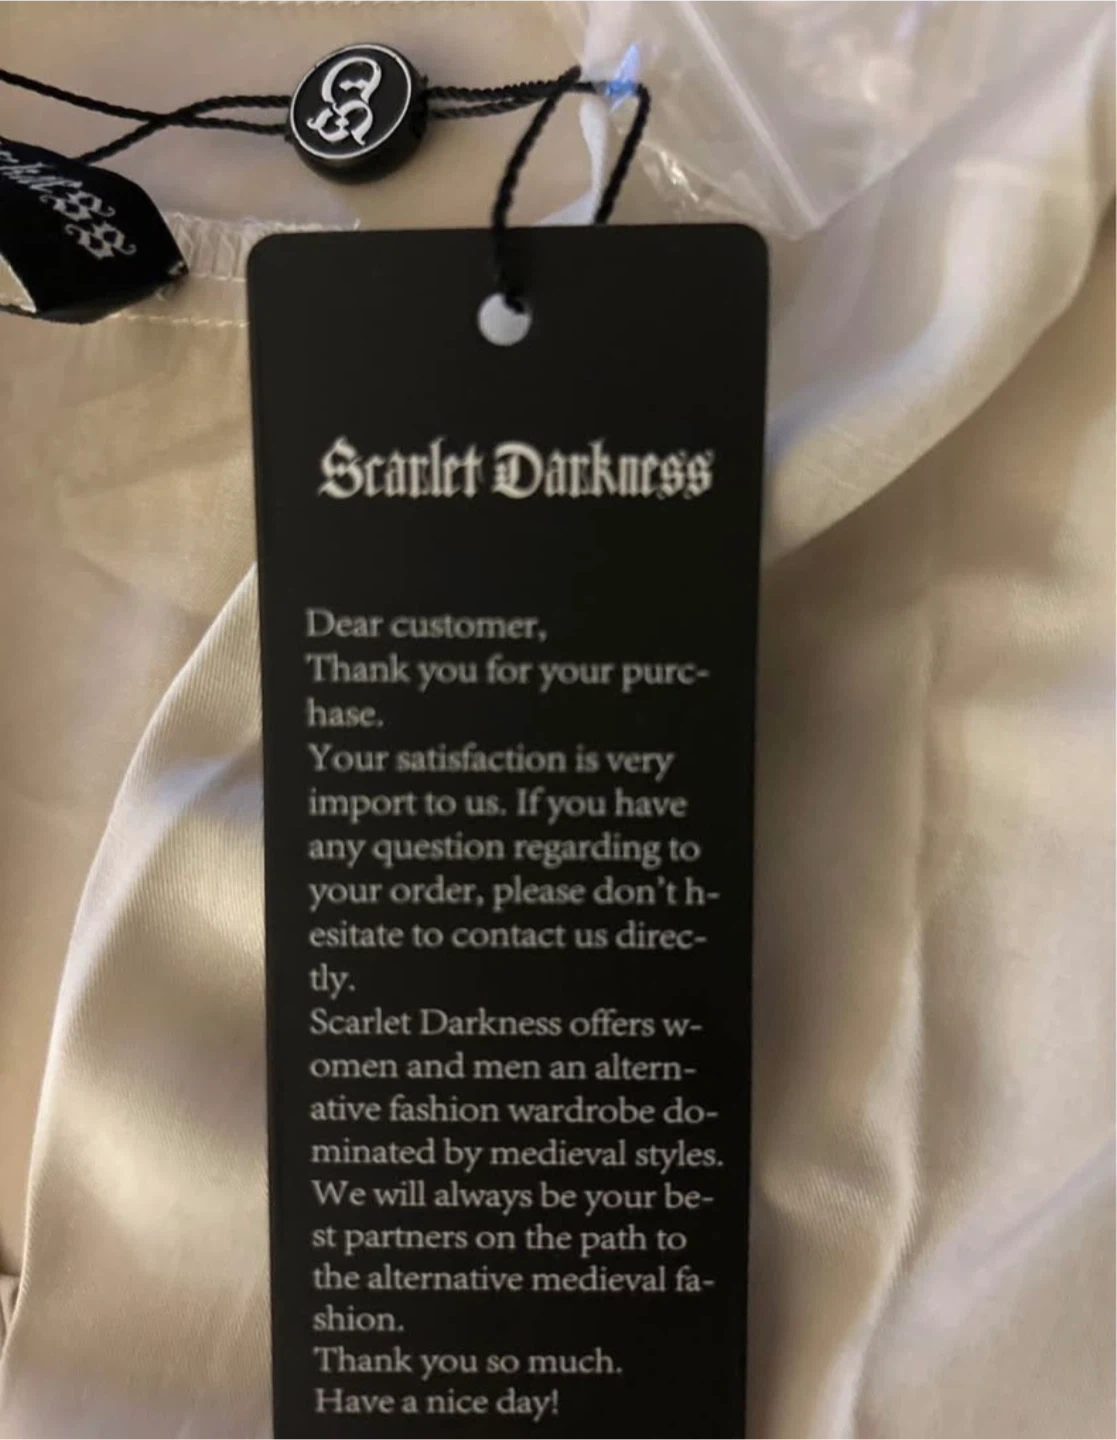 Scarlet Darkness
Dear customer,
Thank you for your purc-
hase.
Your satisfaction is very
import to us. If you have
any question regarding to
your order, please don't h-
esitate to contact us direc-
tly.
Scarlet Darkness offers w-
omen and men an altern-
ative fashion wardrobe do-
minated by medieval styles.
We will always be your be-
st partners on the path to
the alternative medieval fa-
shion.
Thank you so much.
Have a nice day!